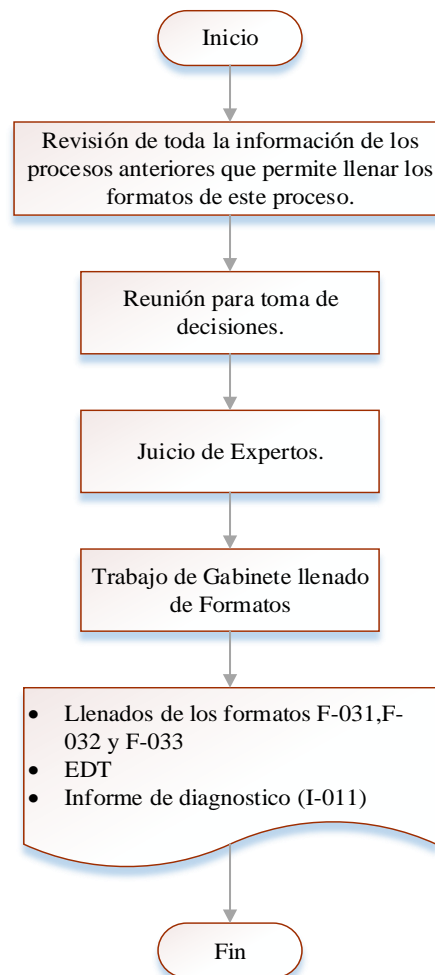 Inicio
Revisión de toda la información de los
procesos anteriores que permite llenar los
formatos de este proceso.
Reunión para toma de
decisiones.
Juicio de Expertos.
Trabajo de Gabinete llenado
de Formatos
• Llenados de los formatos F-031,F-
032 y F-033
• EDT
• Informe de diagnostico (I-011)
Fin